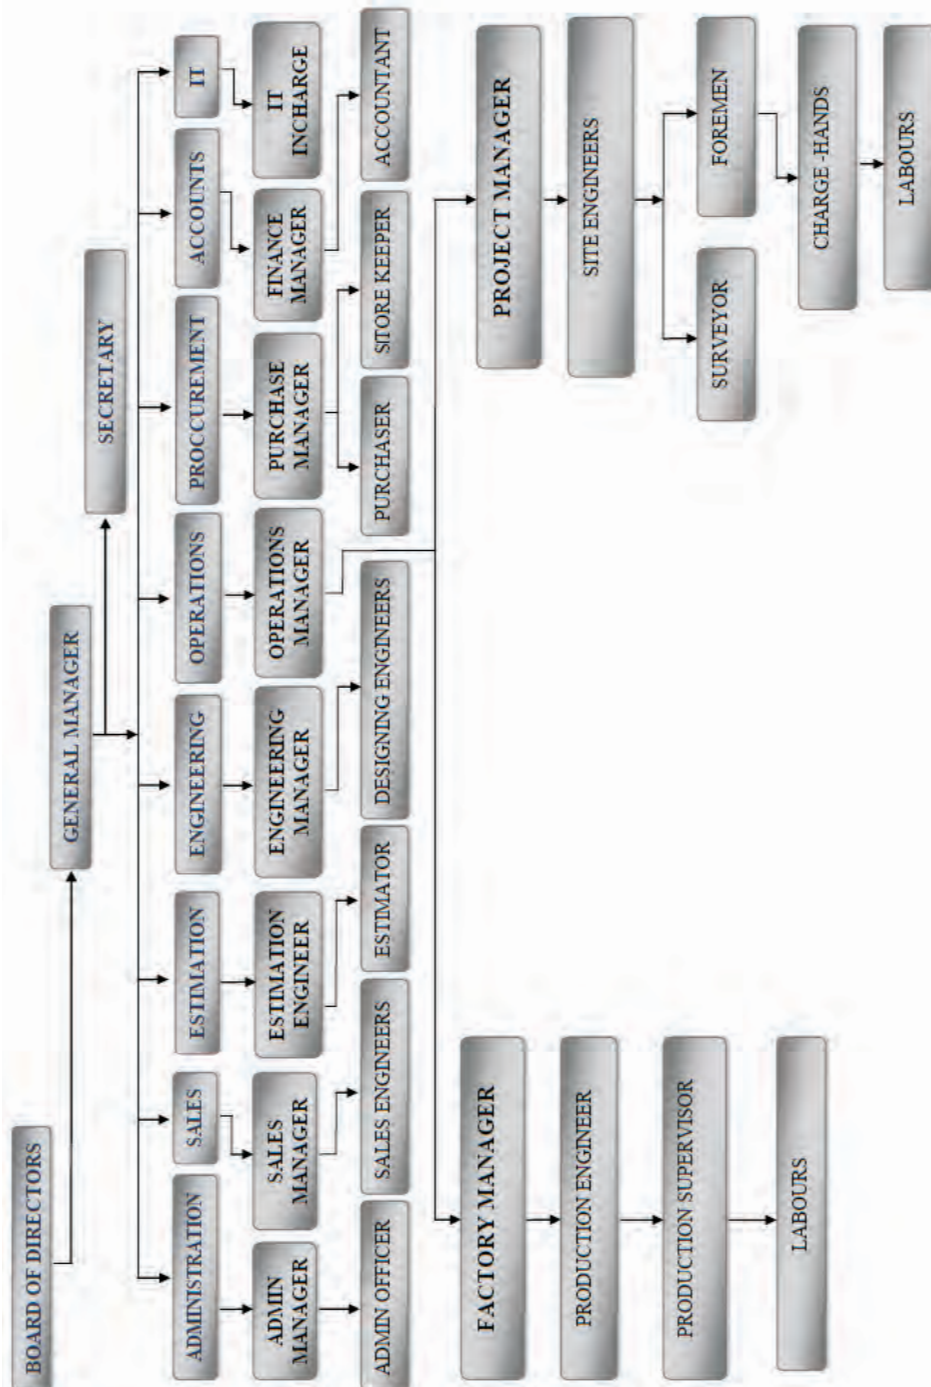 BOARD OF DIRECTORS
GENERAL MANAGER
SECRETARY
ADMINISTRATION
SALES
ESTIMATION
ENGINEERING
OPERATIONS
PROCCUREMENT
ACCOUNTS
IT
ADMIN
MANAGER
SALES
MANAGER
ESTIMATION
ENGINEER
ENGINEERING
MANAGER
OPERATIONS
MANAGER
PURCHASE
MANAGER
FINANCE
MANAGER
IT
INCHARGE
ADMIN OFFICER
SALES ENGINEERS
ESTIMATOR
DESIGNING ENGINEERS
PURCHASER
STORE KEEPER
ACCOUNTANT
FACTORY MANAGER
PROJECT MANAGER
PRODUCTION ENGINEER
SITE ENGINEERS
PRODUCTION SUPERVISOR
SURVEYOR
FOREMEN
LABOURS
CHARGE -HANDS
LABOURS